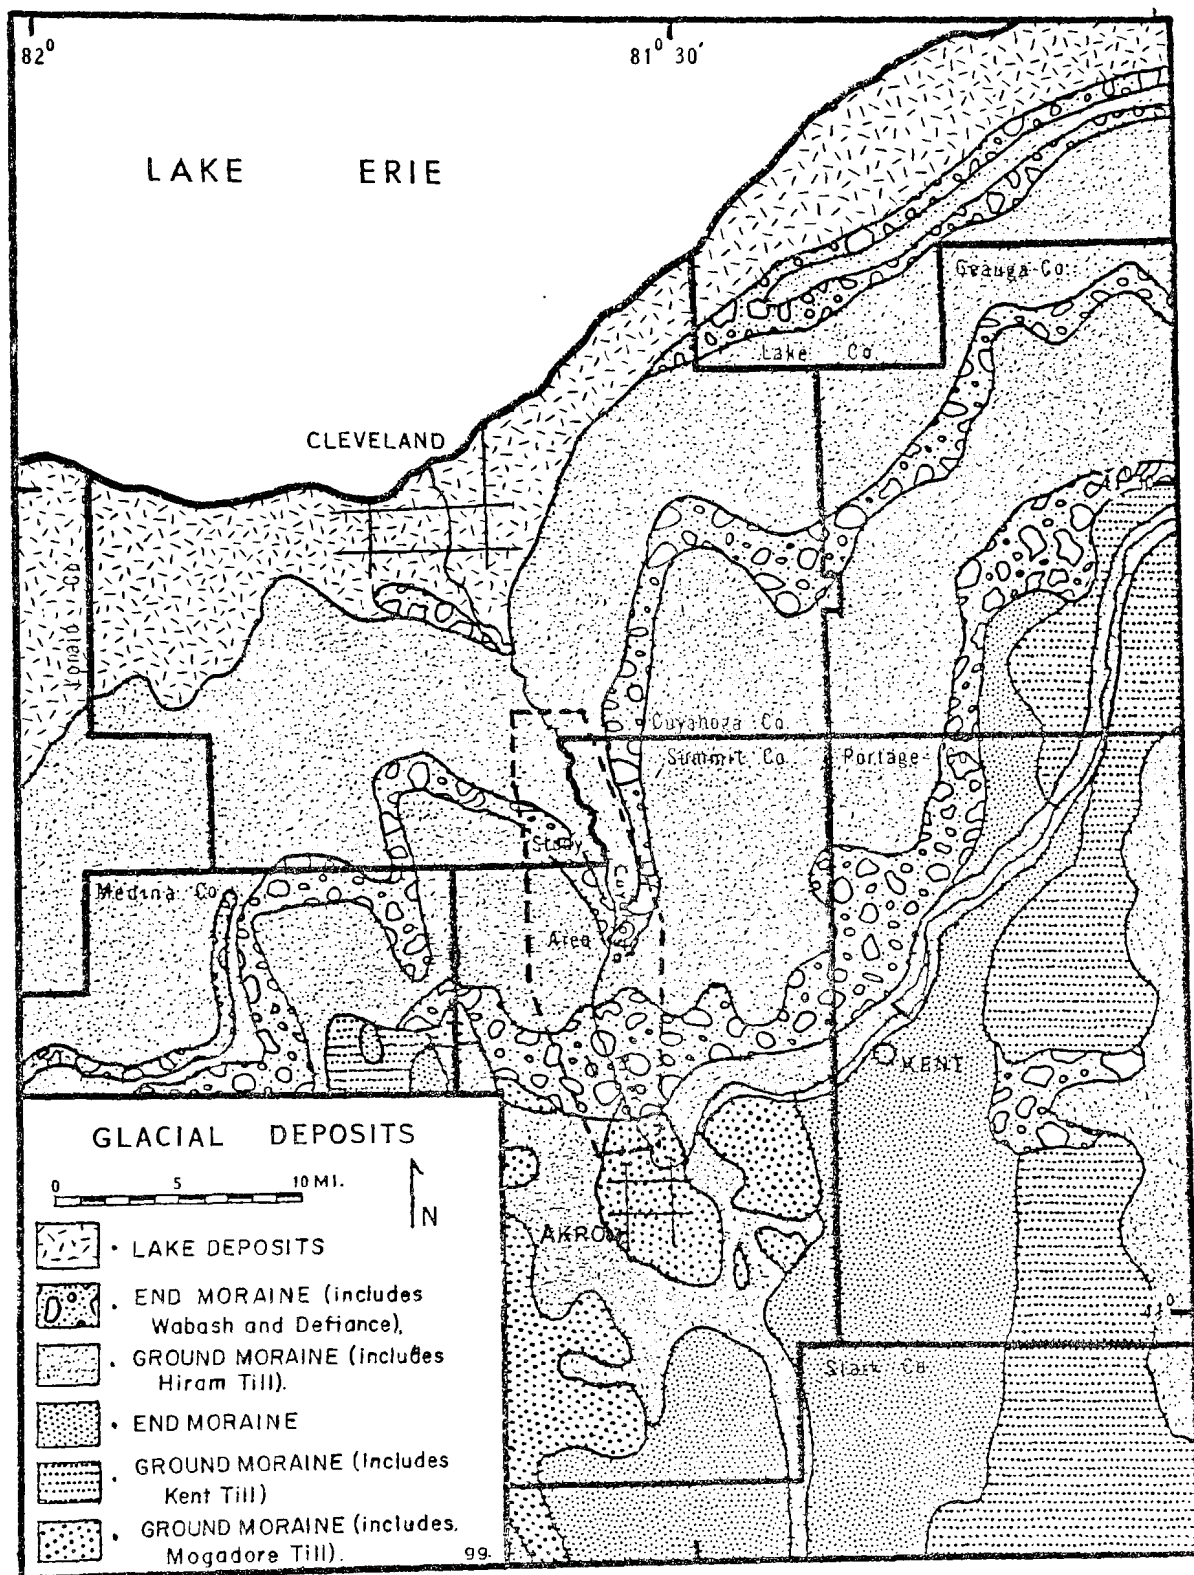 82°
81° 30'
LAKE ERIE
Geauga Co.
Lake Co
CLEVELAND
Cuyahoga Co
Summit Co
Portage Co
Study
Medina Co
Area
KENT
AKRON
41°
Stark Co
GLACIAL DEPOSITS
0 5 10 MI.
N
LAKE DEPOSITS
END MORAINE (includes
Wabash and Defiance).
GROUND MORAINE (includes
Hiram Till).
END MORAINE
GROUND MORAINE (Includes
Kent Till)
GROUND MORAINE (includes.
Mogadore Till).
99.